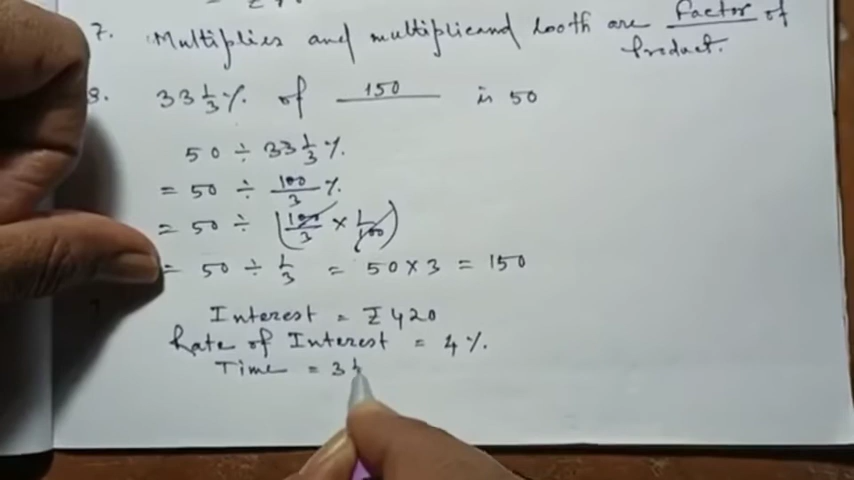 7. Multiplies and multiplicand both are Factor of
Product.
8. 33 1/3 % of 150 is 50
50 ÷ 33 1/3 %
= 50 ÷ 100/3 %
= 50 ÷ (100/3 × 1/100)
= 50 ÷ 1/3 = 50 × 3 = 150
Interest = ₹420
Rate of Interest = 4 %.
Time = 3